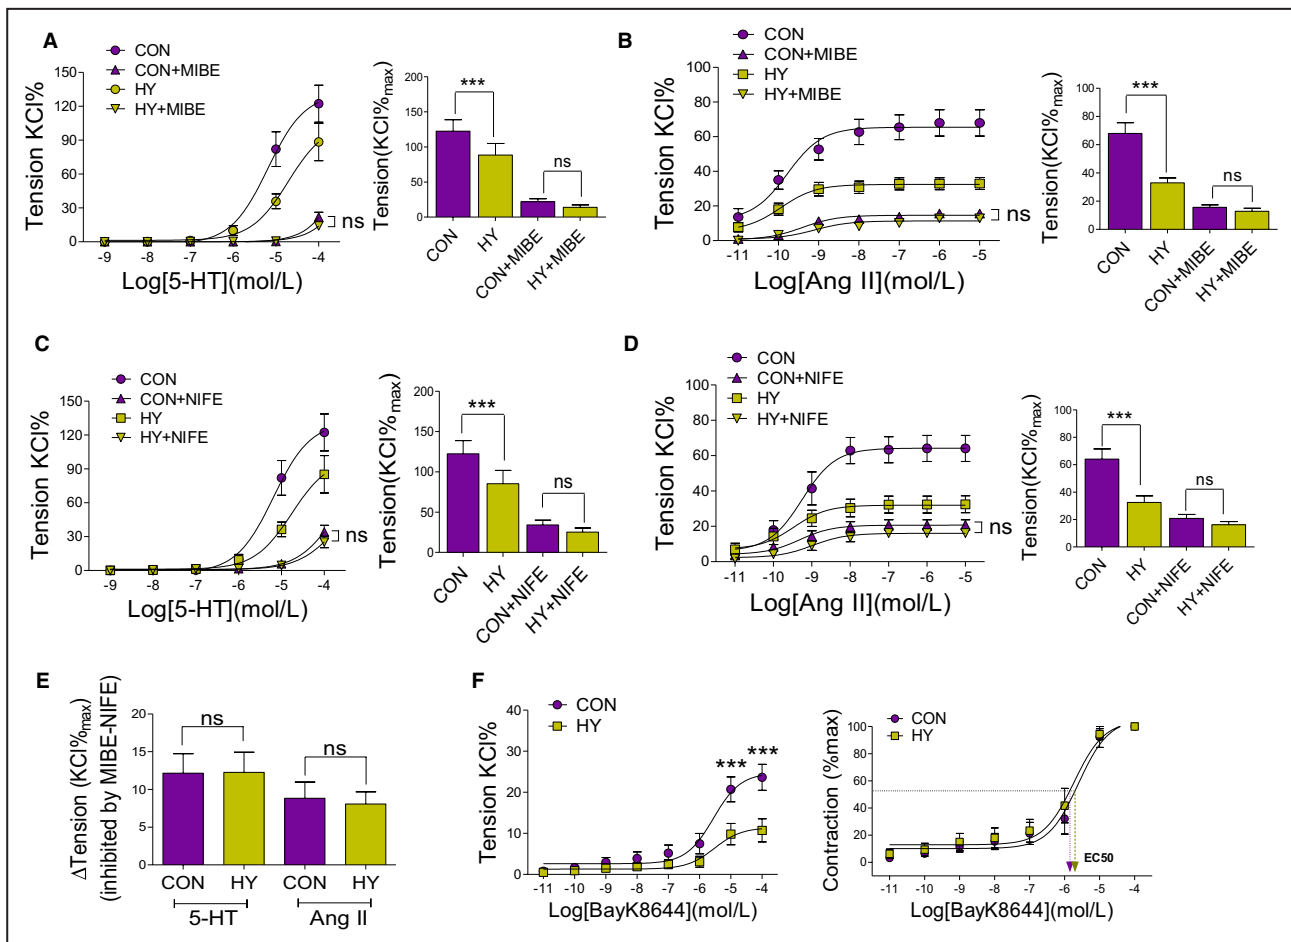 A
CON
CON+MIBE
HY
HY+MIBE
Tension KCl%
150
120
90
60
30
0
-9 -8 -7 -6 -5 -4
Log[5-HT](mol/L)
ns
Tension(KCl%max)
200
150
100
50
0
***
ns
CON
HY
CON+MIBE
HY+MIBE
B
CON
CON+MIBE
HY
HY+MIBE
Tension KCl%
100
80
60
40
20
0
-11 -10 -9 -8 -7 -6 -5
Log[Ang II](mol/L)
ns
Tension(KCl%max)
100
80
60
40
20
0
***
ns
CON
HY
CON+MIBE
HY+MIBE
C
CON
CON+NIFE
HY
HY+NIFE
Tension KCl%
150
120
90
60
30
0
-9 -8 -7 -6 -5 -4
Log[5-HT](mol/L)
ns
Tension(KCl%max)
200
150
100
50
0
***
ns
CON
HY
CON+NIFE
HY+NIFE
D
CON
CON+NIFE
HY
HY+NIFE
Tension KCl%
100
80
60
40
20
0
-11 -10 -9 -8 -7 -6 -5
Log[Ang II](mol/L)
ns
Tension(KCl%max)
100
80
60
40
20
0
***
ns
CON
HY
CON+NIFE
HY+NIFE
E
ΔTension (KCl%max)
(inhibited by MIBE-NIFE)
20
15
10
5
0
ns
ns
CON HY CON HY
5-HT Ang II
F
CON
HY
Tension KCl%
40
30
20
10
0
*** ***
-11 -10 -9 -8 -7 -6 -5 -4
Log[BayK8644](mol/L)
CON
HY
Contraction (%max)
100
80
60
40
20
0
EC50
-11 -10 -9 -8 -7 -6 -5 -4
Log[BayK8644](mol/L)